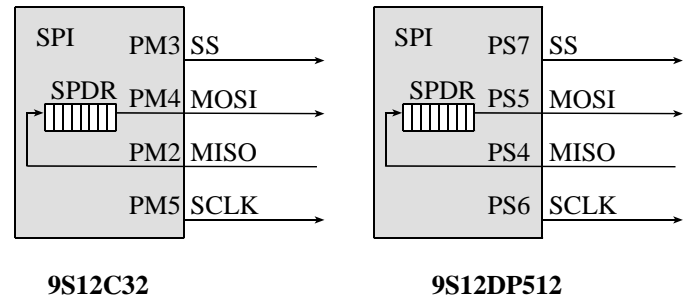 SPI PM3 SS
SPDR PM4 MOSI
PM2 MISO
PM5 SCLK
9S12C32
SPI PS7 SS
SPDR PS5 MOSI
PS4 MISO
PS6 SCLK
9S12DP512